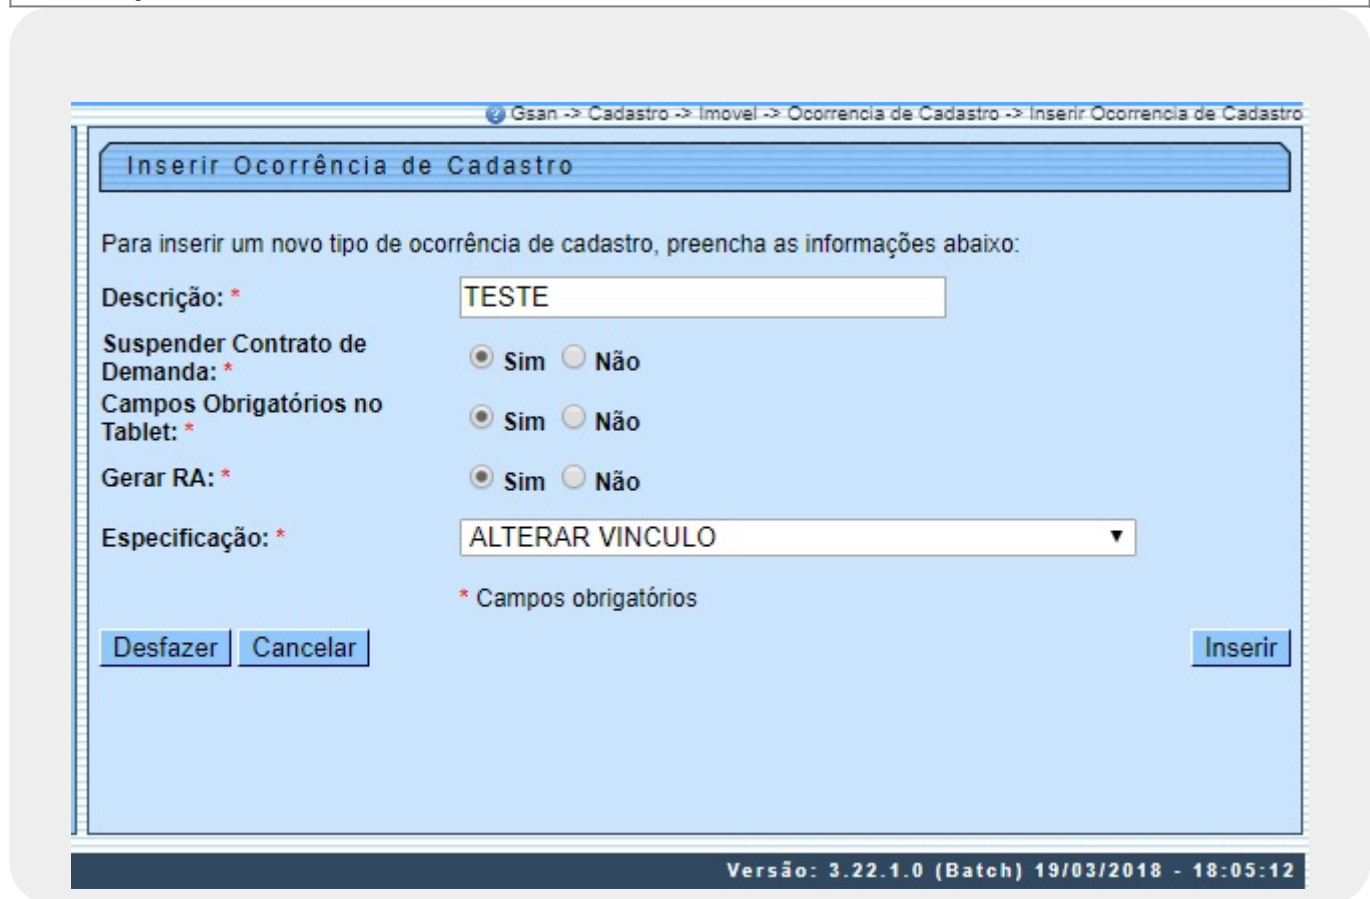 Gsan -> Cadastro -> Imovel -> Ocorrencia de Cadastro -> Inserir Ocorrencia de Cadastro
Inserir Ocorrência de Cadastro
Para inserir um novo tipo de ocorrência de cadastro, preencha as informações abaixo:
Descrição: * TESTE
Suspender Contrato de
Demanda: * Sim Não
Campos Obrigatórios no
Tablet: * Sim Não
Gerar RA: * Sim Não
Especificação: * ALTERAR VINCULO
* Campos obrigatórios
Desfazer Cancelar Inserir
Versão: 3.22.1.0 (Batch) 19/03/2018 - 18:05:12